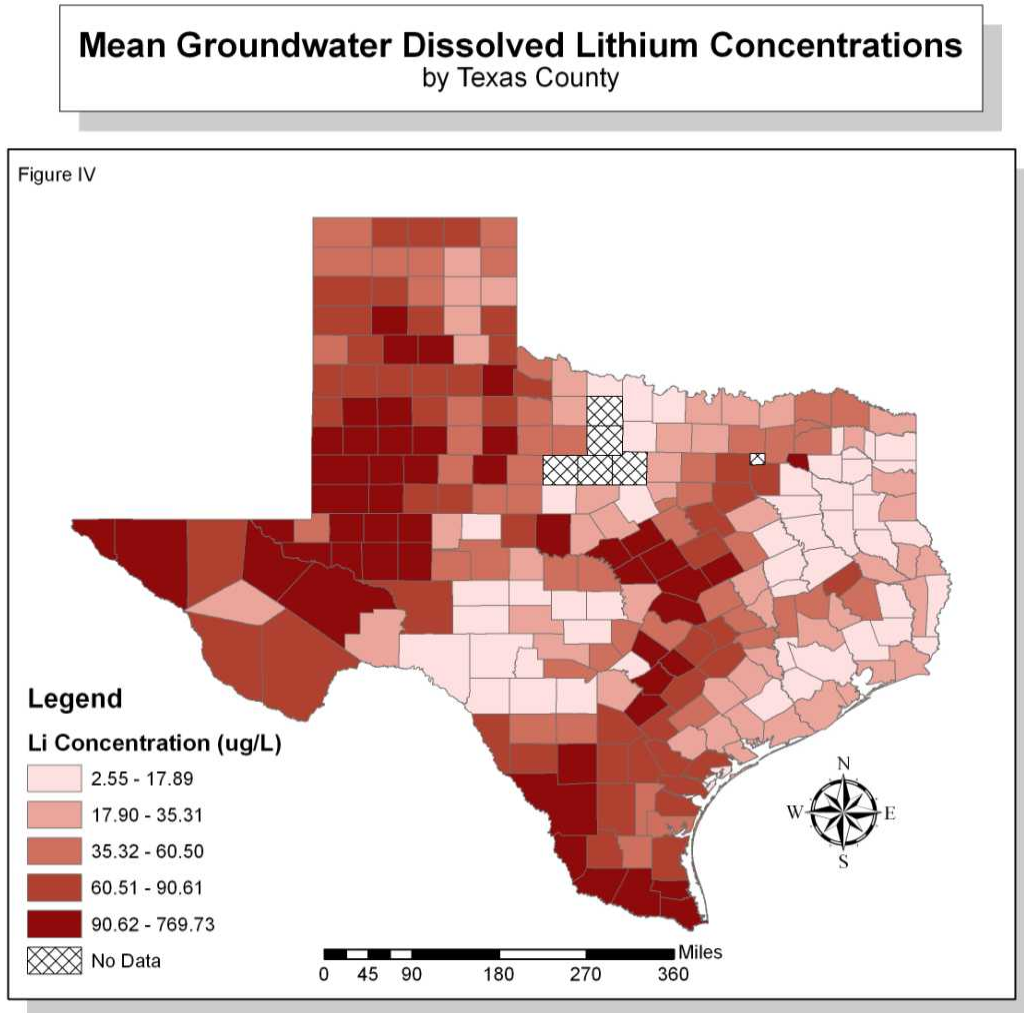 Mean Groundwater Dissolved Lithium Concentrations
by Texas County
Figure IV
Legend
Li Concentration (ug/L)
2.55 - 17.89
17.90 - 35.31
35.32 - 60.50
60.51 - 90.61
90.62 - 769.73
No Data
N
W E
S
Miles
0 45 90 180 270 360